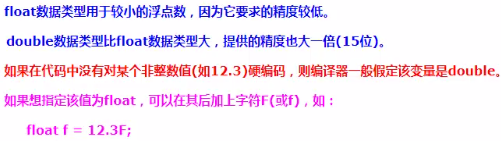 float数据类型用于较小的浮点数，因为它要求的精度较低。
double数据类型比float数据类型大，提供的精度也大一倍(15位)。
如果在代码中没有对某个非整数值(如12.3)硬编码，则编译器一般假定该变量是double。
如果想指定该值为float，可以在其后加上字符F(或f)，如：
float f = 12.3F;